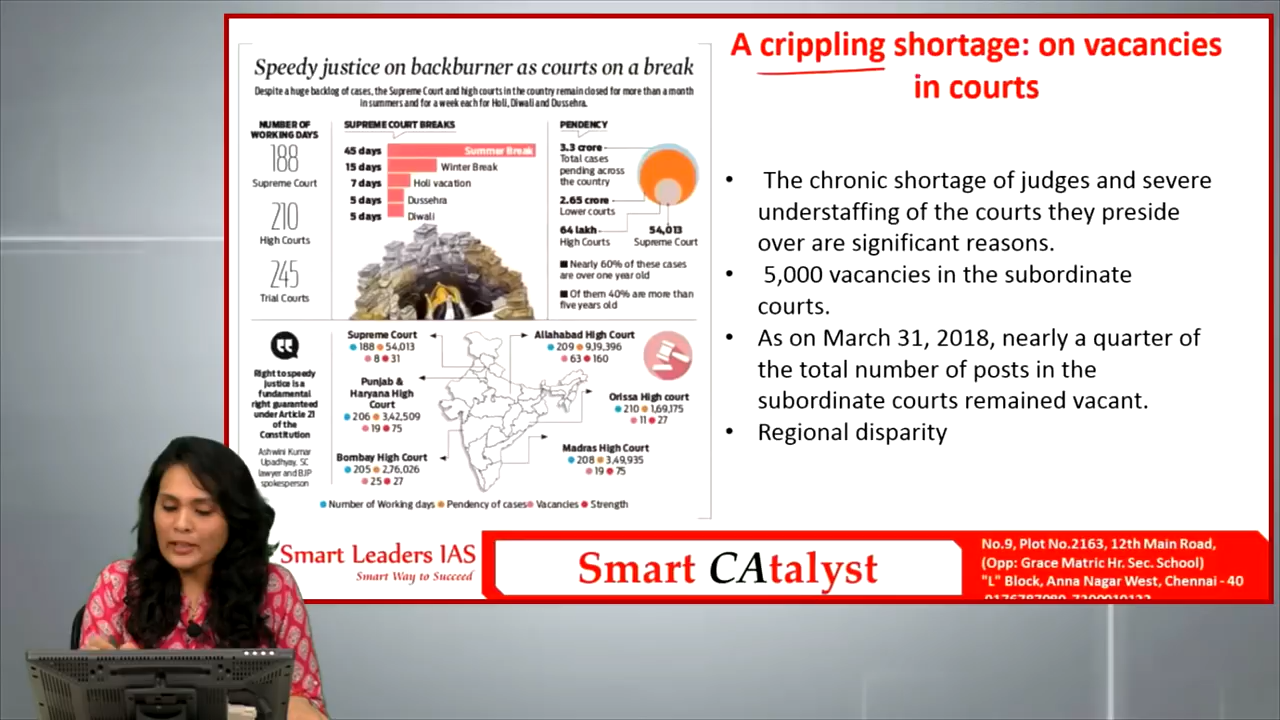 Speedy justice on backburner as courts on a break
Despite a huge backlog of cases, the Supreme Court and high courts in the country remain closed for more than a month
in summers and for a week each for Holi, Diwali and Dussehra.
NUMBER OF
WORKING DAYS
188
Supreme Court
210
High Courts
245
Trial Courts
SUPREME COURT BREAKS
45 days Summer Break
15 days Winter Break
7 days Holi vacation
5 days Dussehra
5 days Diwali
PENDENCY
3.3 crore
Total cases
pending across
the country
2.65 crore
Lower courts
64 lakh
High Courts
54,013
Supreme Court
Nearly 60% of these cases
are over one year old
Of them 40% are more than
five years old
Right to speedy
justice is a
fundamental
right guaranteed
under Article 21
of the
Constitution
Ashwini Kumar
Upadhyay, SC
lawyer and BJP
spokesperson
Supreme Court
188 54,013
8 31
Punjab &
Haryana High
Court
206 3,42,509
19 75
Bombay High Court
205 2,76,026
25 27
Allahabad High Court
209 9,19,396
63 160
Orissa High court
210 1,69,175
11 27
Madras High Court
208 3,49,935
19 75
Number of Working days Pendency of cases Vacancies Strength
A crippling shortage: on vacancies
in courts
• The chronic shortage of judges and severe
understaffing of the courts they preside
over are significant reasons.
• 5,000 vacancies in the subordinate
courts.
• As on March 31, 2018, nearly a quarter of
the total number of posts in the
subordinate courts remained vacant.
• Regional disparity
Smart Leaders IAS
Smart Way to Succeed
Smart CAtalyst
No.9, Plot No.2163, 12th Main Road,
(Opp: Grace Matric Hr. Sec. School)
"L" Block, Anna Nagar West, Chennai - 40